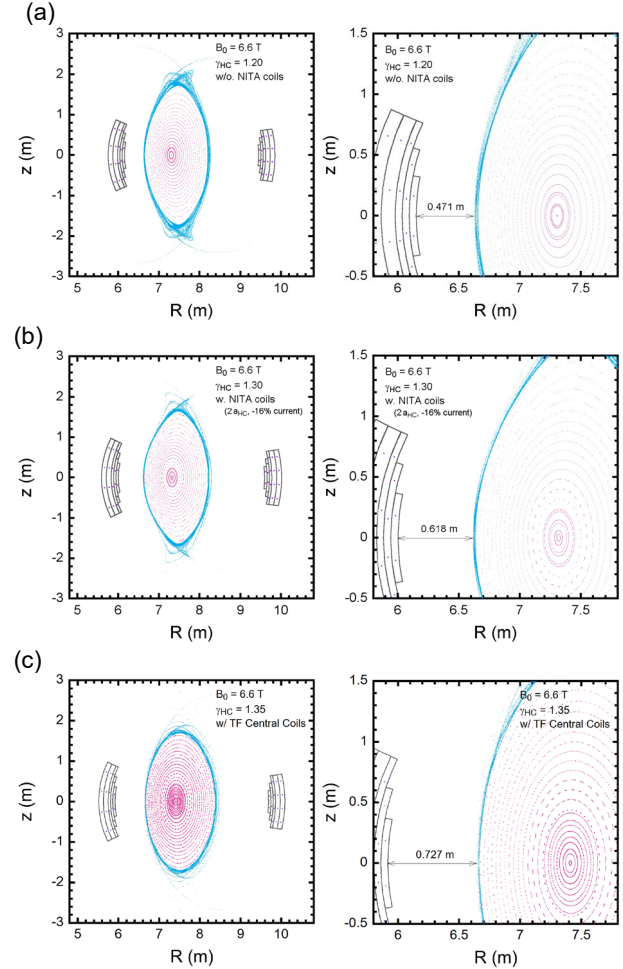 (a)
B₀ = 6.6 T
γHC = 1.20
w/o. NITA coils
z (m)
3
2
1
0
-1
-2
-3
5 6 7 8 9 10
R (m)
B₀ = 6.6 T
γHC = 1.20
w/o. NITA coils
0.471 m
z (m)
1.5
1
0.5
0
-0.5
6 6.5 7 7.5
R (m)
(b)
B₀ = 6.6 T
γHC = 1.30
w. NITA coils
(2aHC, -16% current)
z (m)
3
2
1
0
-1
-2
-3
5 6 7 8 9 10
R (m)
B₀ = 6.6 T
γHC = 1.30
w. NITA coils
(2aHC, -16% current)
0.618 m
z (m)
1.5
1
0.5
0
-0.5
6 6.5 7 7.5
R (m)
(c)
B₀ = 6.6 T
γHC = 1.35
w/ TF Central Coils
z (m)
3
2
1
0
-1
-2
-3
5 6 7 8 9 10
R (m)
B₀ = 6.6 T
γHC = 1.35
w/ TF Central Coils
0.727 m
z (m)
1.5
1
0.5
0
-0.5
6 6.5 7 7.5
R (m)